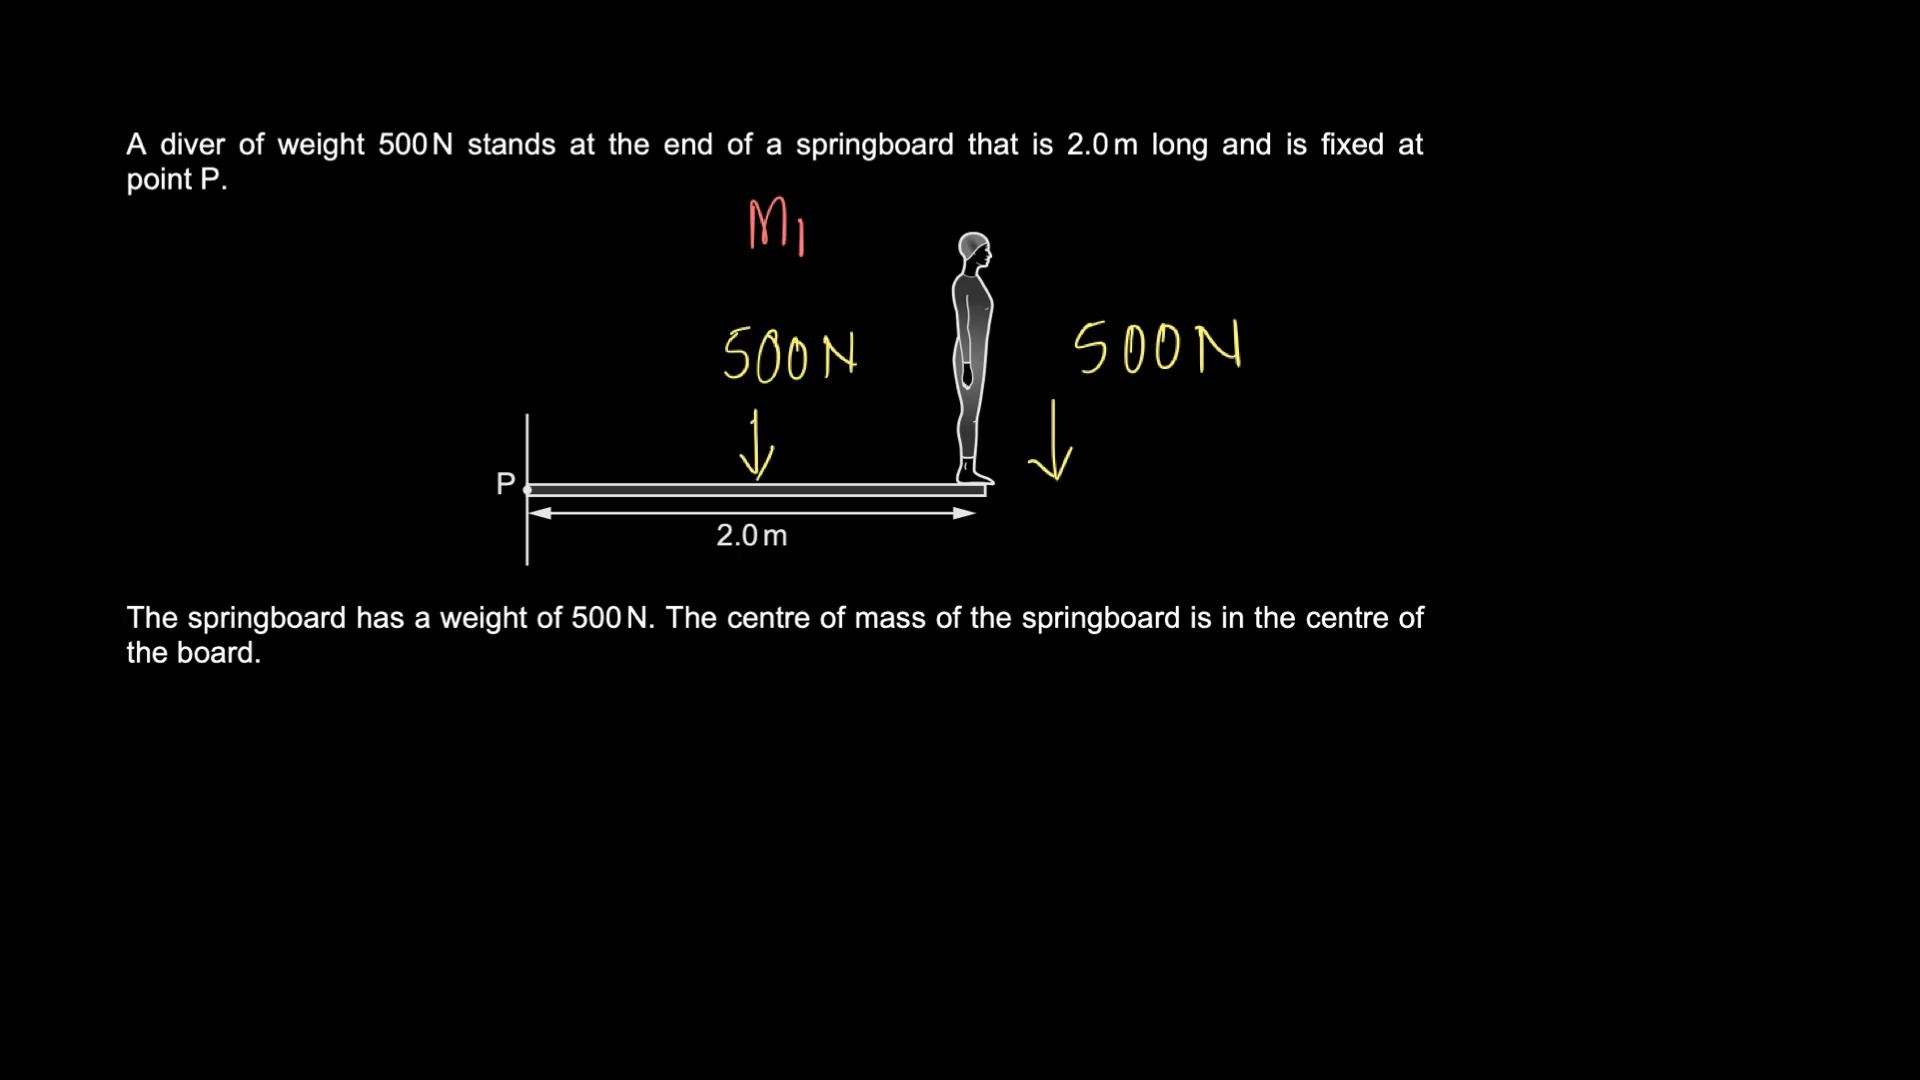 A diver of weight 500 N stands at the end of a springboard that is 2.0 m long and is fixed at
point P.
M1
500N
500N
P
2.0 m
The springboard has a weight of 500 N. The centre of mass of the springboard is in the centre of
the board.